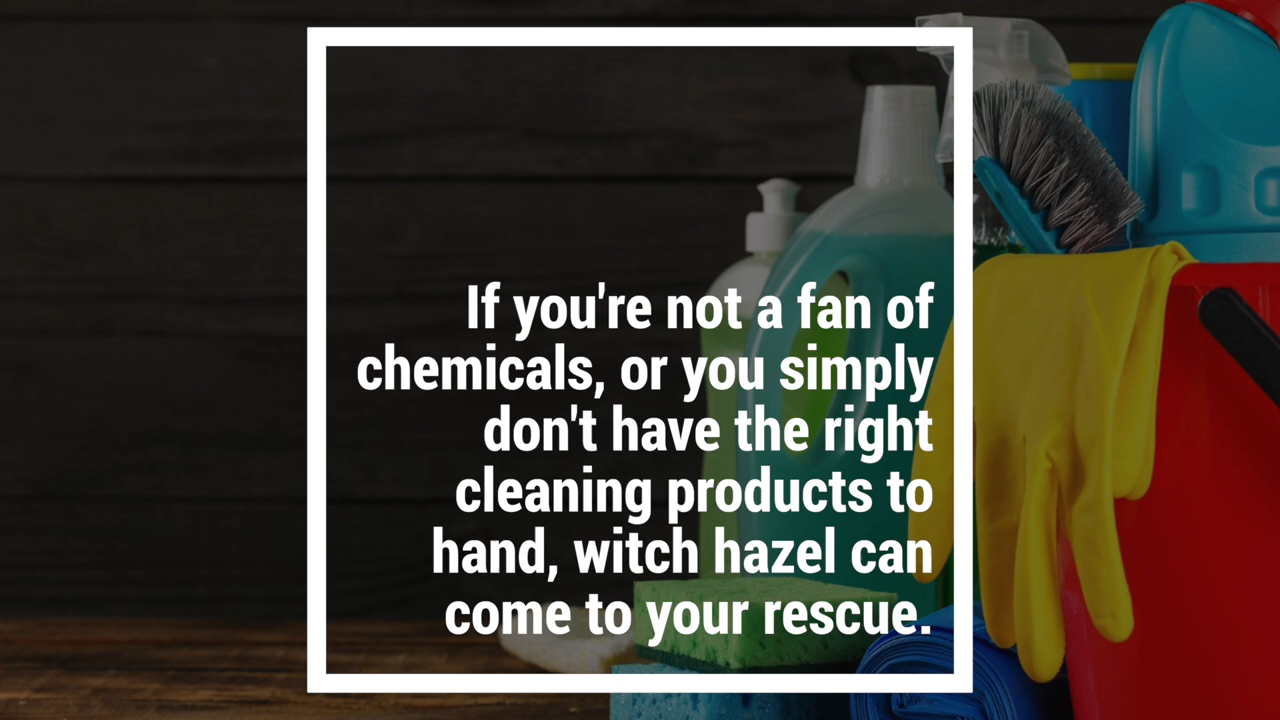 If you're not a fan of
chemicals, or you simply
don't have the right
cleaning products to
hand, witch hazel can
come to your rescue.